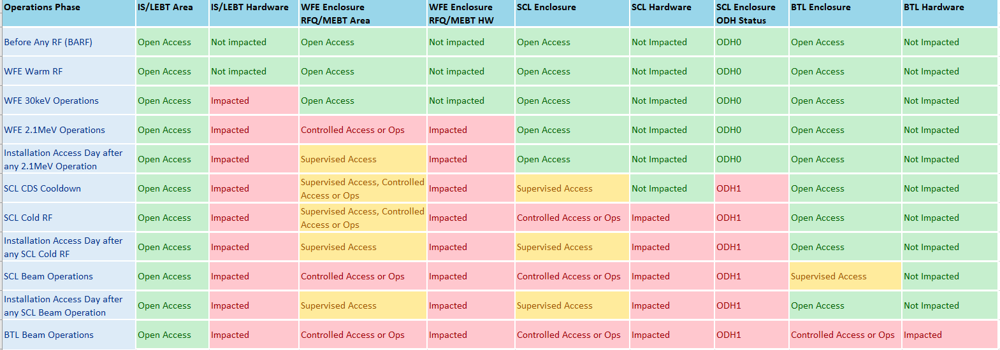 Operations Phase IS/LEBT Area IS/LEBT Hardware WFE Enclosure WFE Enclosure SCL Enclosure SCL Hardware SCL Enclosure BTL Enclosure BTL Hardware
RFQ/MEBT Area RFQ/MEBT HW ODH Status
Before Any RF (BARF) Open Access Not impacted Open Access Not impacted Open Access Not Impacted ODH0 Open Access Not Impacted
WFE Warm RF Open Access Not impacted Open Access Not impacted Open Access Not Impacted ODH0 Open Access Not Impacted
WFE 30keV Operations Open Access Impacted Open Access Not impacted Open Access Not Impacted ODH0 Open Access Not Impacted
WFE 2.1MeV Operations Open Access Impacted Controlled Access or Ops Impacted Open Access Not Impacted ODH0 Open Access Not Impacted
Installation Access Day after
any 2.1MeV Operation Open Access Impacted Supervised Access Impacted Open Access Not Impacted ODH0 Open Access Not Impacted
SCL CDS Cooldown Open Access Impacted Supervised Access, Controlled
Access or Ops Impacted Supervised Access Not Impacted ODH1 Open Access Not Impacted
SCL Cold RF Open Access Impacted Supervised Access, Controlled
Access or Ops Impacted Controlled Access or Ops Impacted ODH1 Open Access Not Impacted
Installation Access Day after
any SCL Cold RF Open Access Impacted Supervised Access Impacted Supervised Access Impacted ODH1 Open Access Not Impacted
SCL Beam Operations Open Access Impacted Controlled Access or Ops Impacted Controlled Access or Ops Impacted ODH1 Supervised Access Not Impacted
Installation Access Day after
any SCL Beam Operation Open Access Impacted Supervised Access Impacted Supervised Access Impacted ODH1 Open Access Not Impacted
BTL Beam Operations Open Access Impacted Controlled Access or Ops Impacted Controlled Access or Ops Impacted ODH1 Controlled Access or Ops Impacted